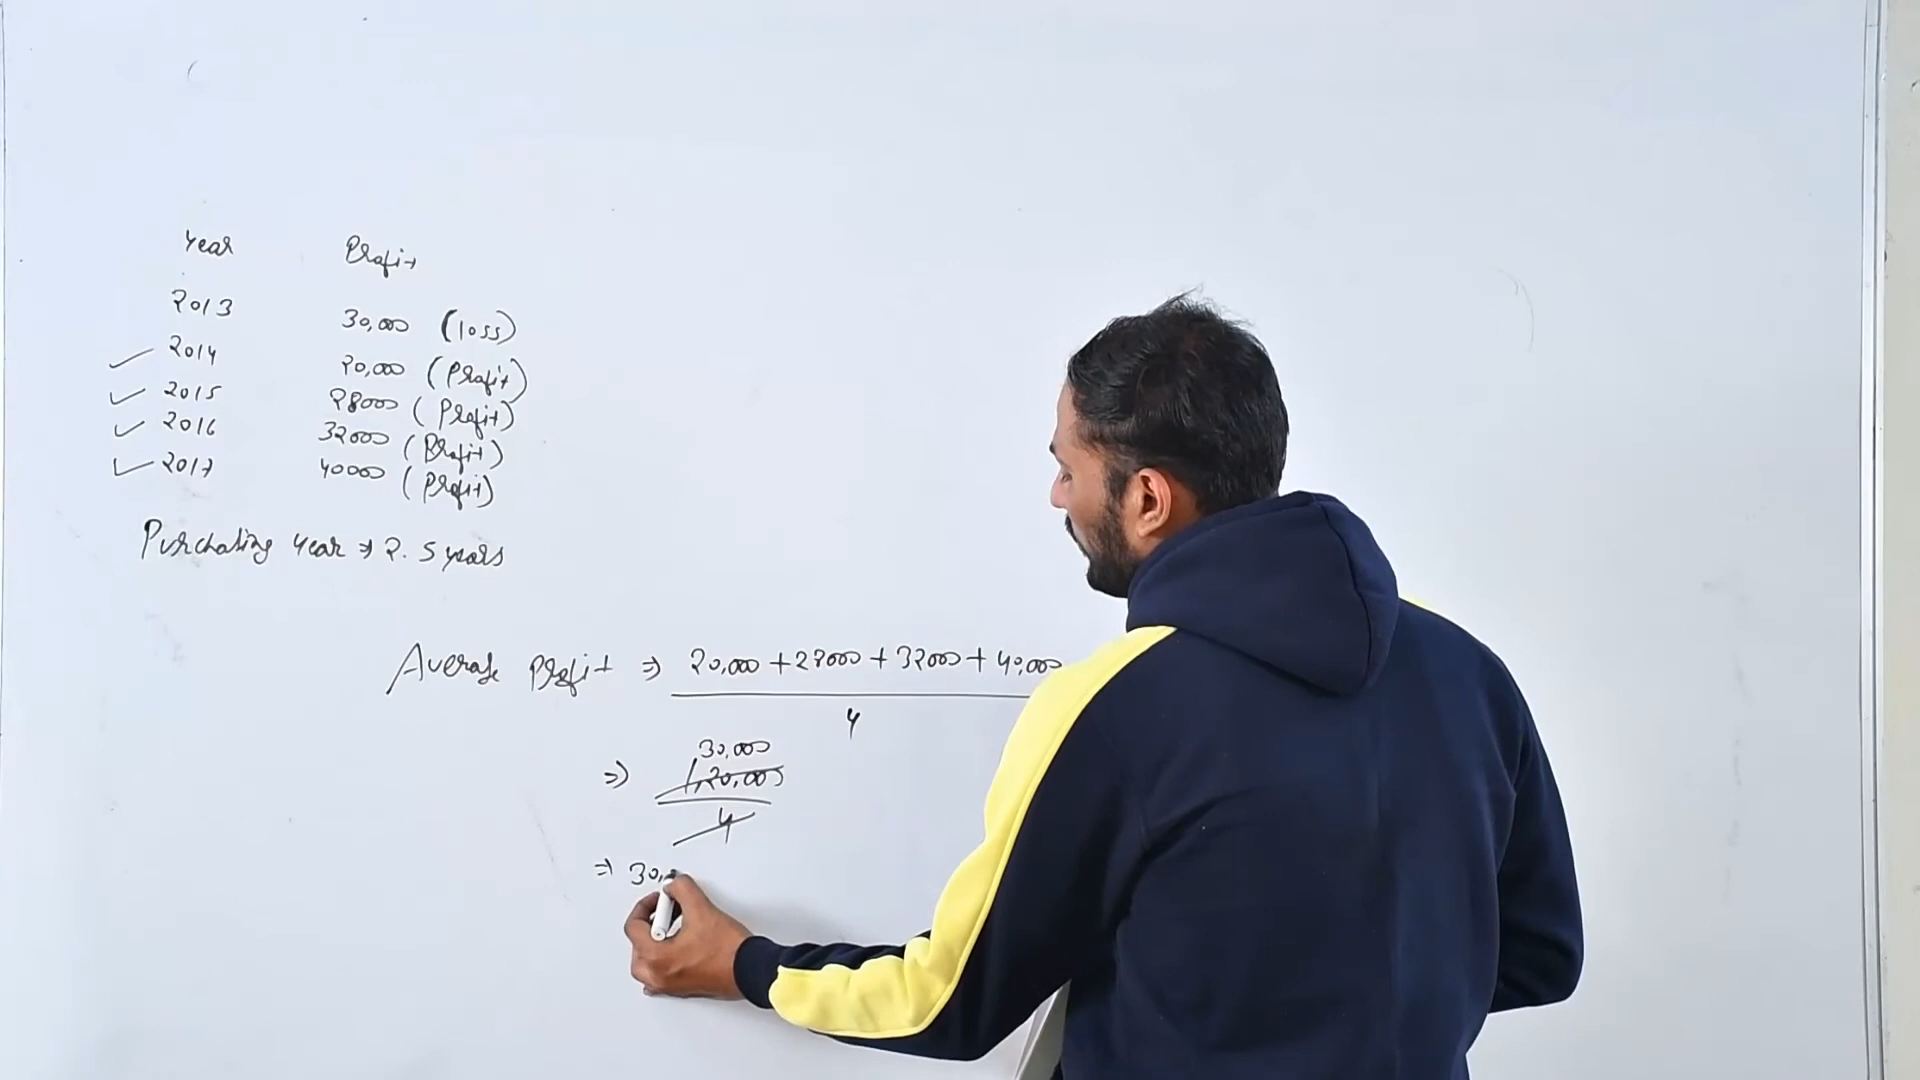 Year Profit
2013 30,000 (loss)
2014 20,000 (Profit)
2015 28000 (Profit)
2016 32000 (Profit)
2017 40000 (Profit)
Purchasing year ⇒ 2.5 years
Average Profit ⇒ 20,000 + 28000 + 32000 + 40,000
4
30,000
⇒ 1,20,000
4
⇒ 30,0